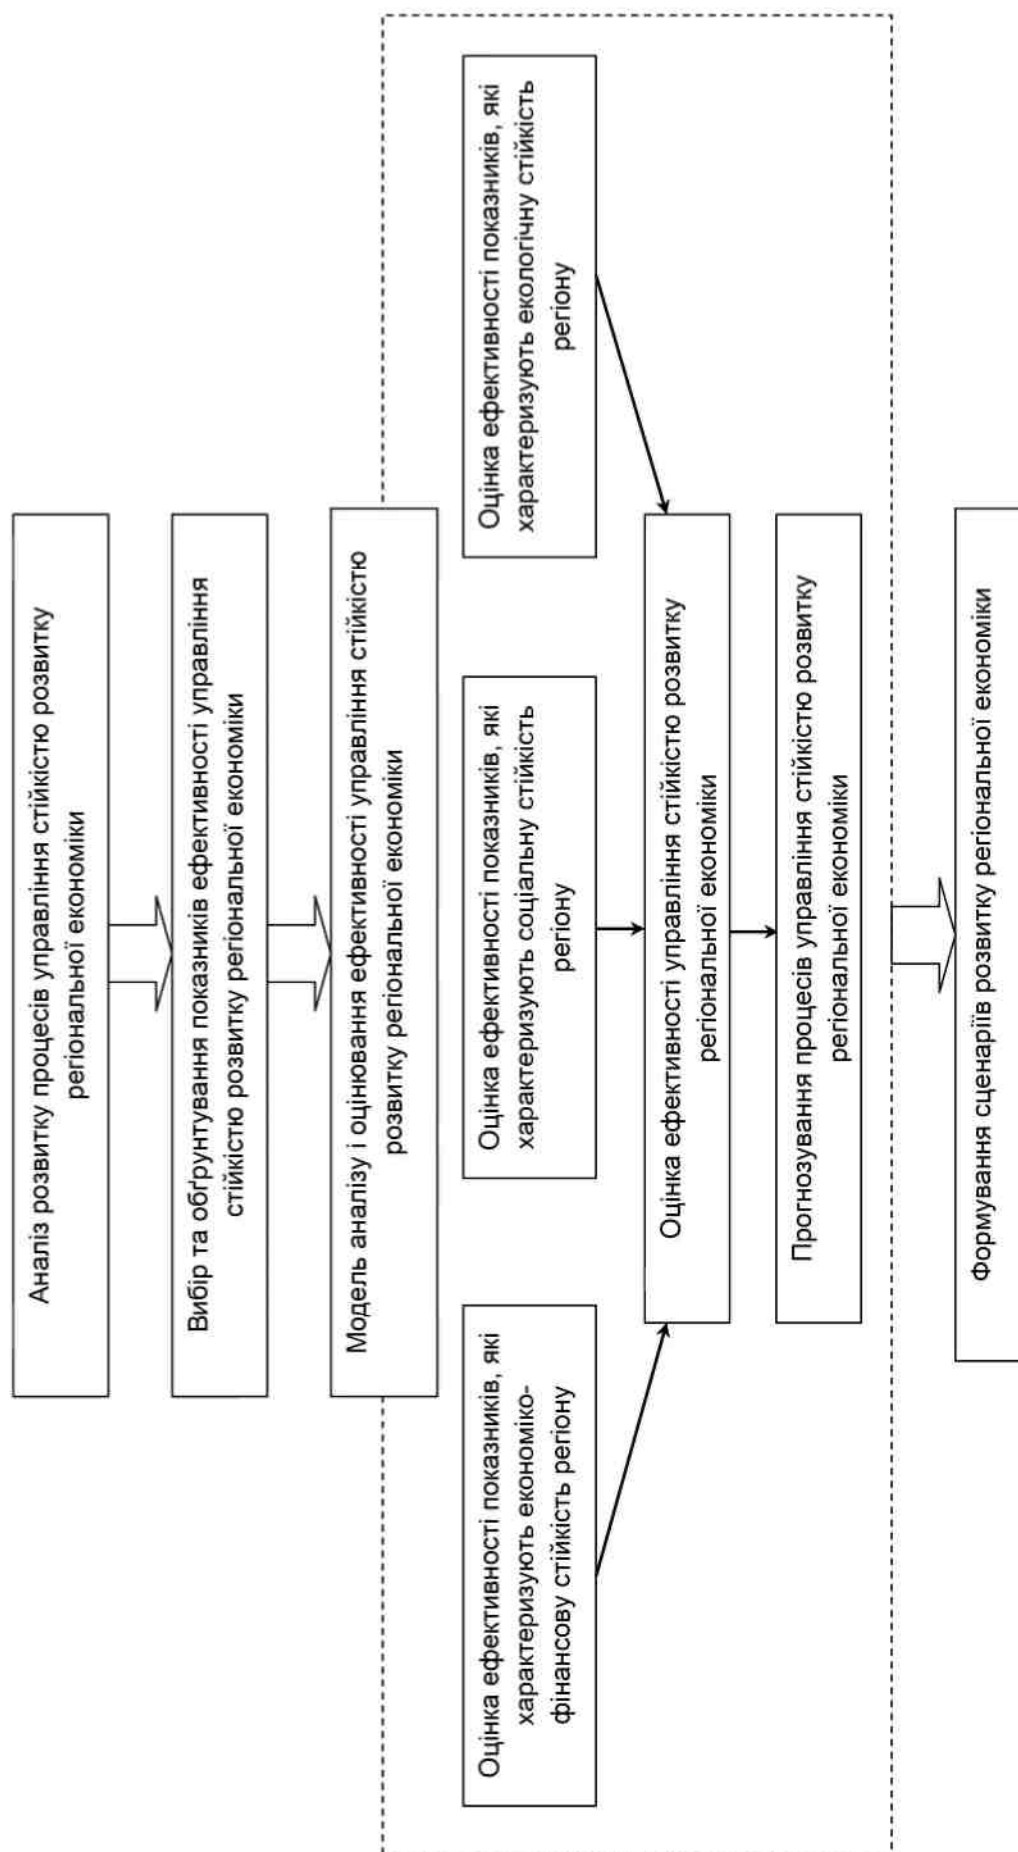 Аналіз розвитку процесів управління стійкістю розвитку
регіональної економіки
Вибір та обґрунтування показників ефективності управління
стійкістю розвитку регіональної економіки
Модель аналізу і оцінювання ефективності управління стійкістю
розвитку регіональної економіки
Оцінка ефективності показників, які
характеризують економіко-
фінансову стійкість регіону
Оцінка ефективності показників, які
характеризують соціальну стійкість
регіону
Оцінка ефективності показників, які
характеризують екологічну стійкість
регіону
Оцінка ефективності управління стійкістю розвитку
регіональної економіки
Прогнозування процесів управління стійкістю розвитку
регіональної економіки
Формування сценаріїв розвитку регіональної економіки